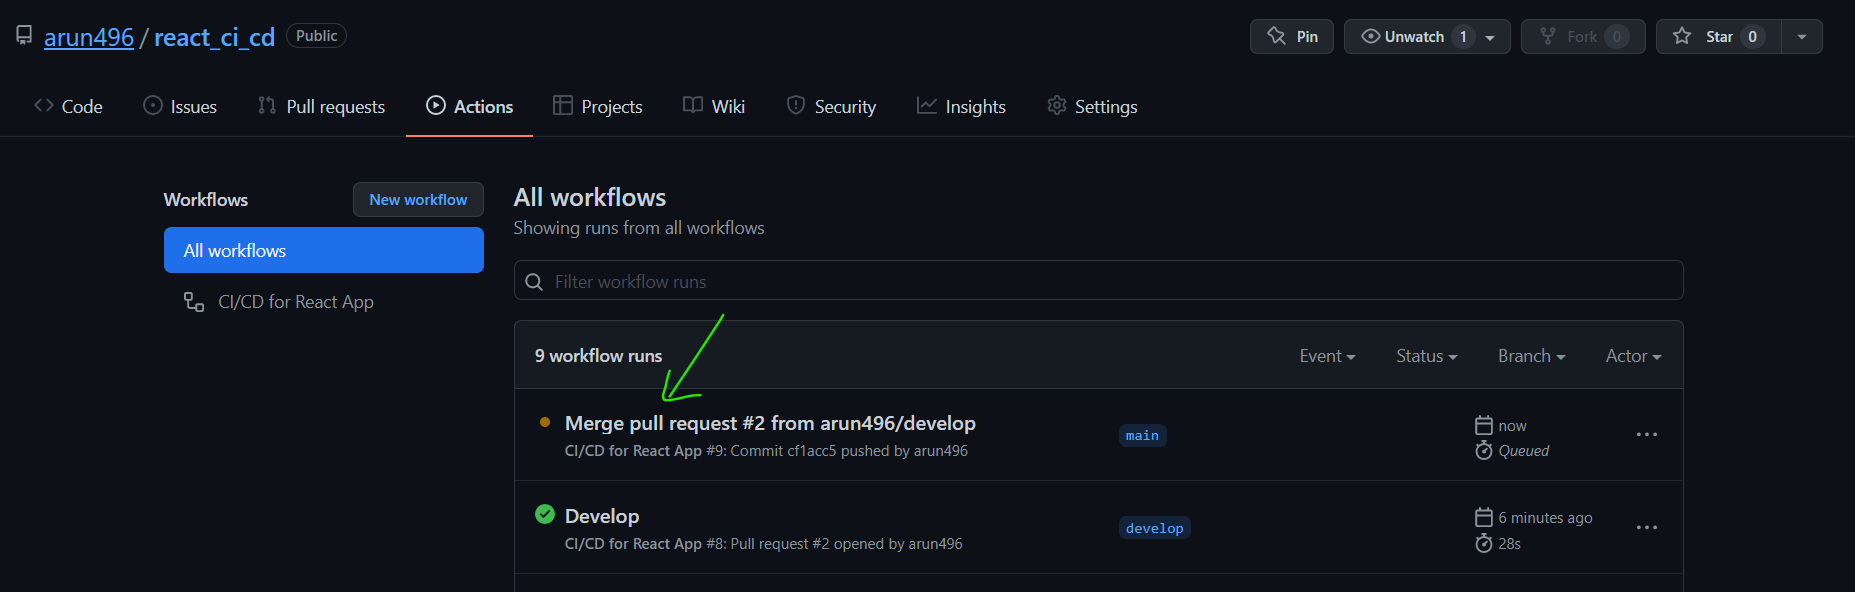 arun496 / react_ci_cd Public Pin Unwatch 1 Fork 0 Star 0
Code Issues Pull requests Actions Projects Wiki Security Insights Settings
Workflows New workflow
All workflows
CI/CD for React App
All workflows
Showing runs from all workflows
Filter workflow runs
9 workflow runs Event Status Branch Actor
Merge pull request #2 from arun496/develop
CI/CD for React App #9: Commit cf1acc5 pushed by arun496
main
now
Queued
Develop
CI/CD for React App #8: Pull request #2 opened by arun496
develop
6 minutes ago
28s